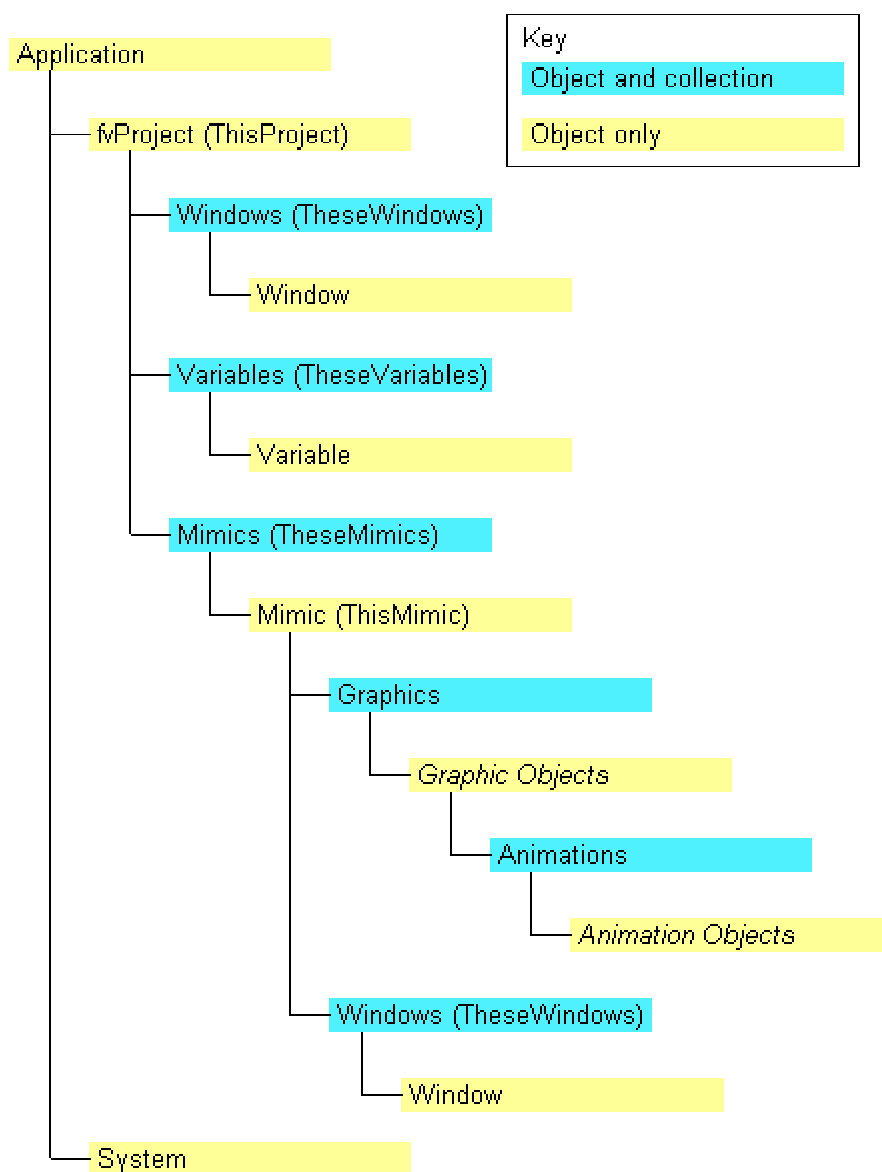 Application
Key
Object and collection
Object only
fvProject (ThisProject)
Windows (TheseWindows)
Window
Variables (TheseVariables)
Variable
Mimics (TheseMimics)
Mimic (ThisMimic)
Graphics
Graphic Objects
Animations
Animation Objects
Windows (TheseWindows)
Window
System